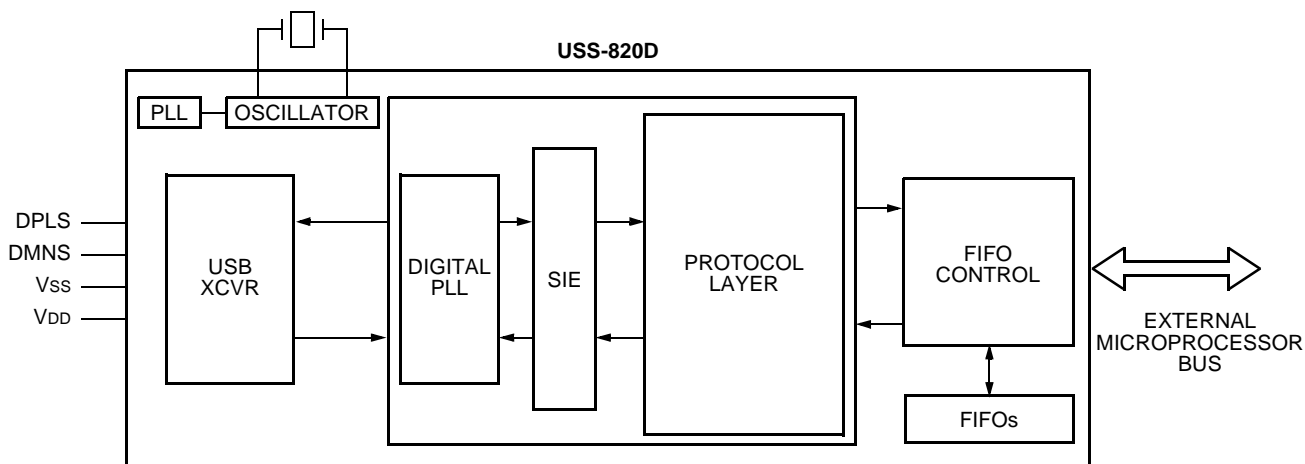 USS-820D
PLL
OSCILLATOR
DPLS
DMNS
VSS
VDD
USB
XCVR
DIGITAL
PLL
SIE
PROTOCOL
LAYER
FIFO
CONTROL
FIFOs
EXTERNAL
MICROPROCESSOR
BUS